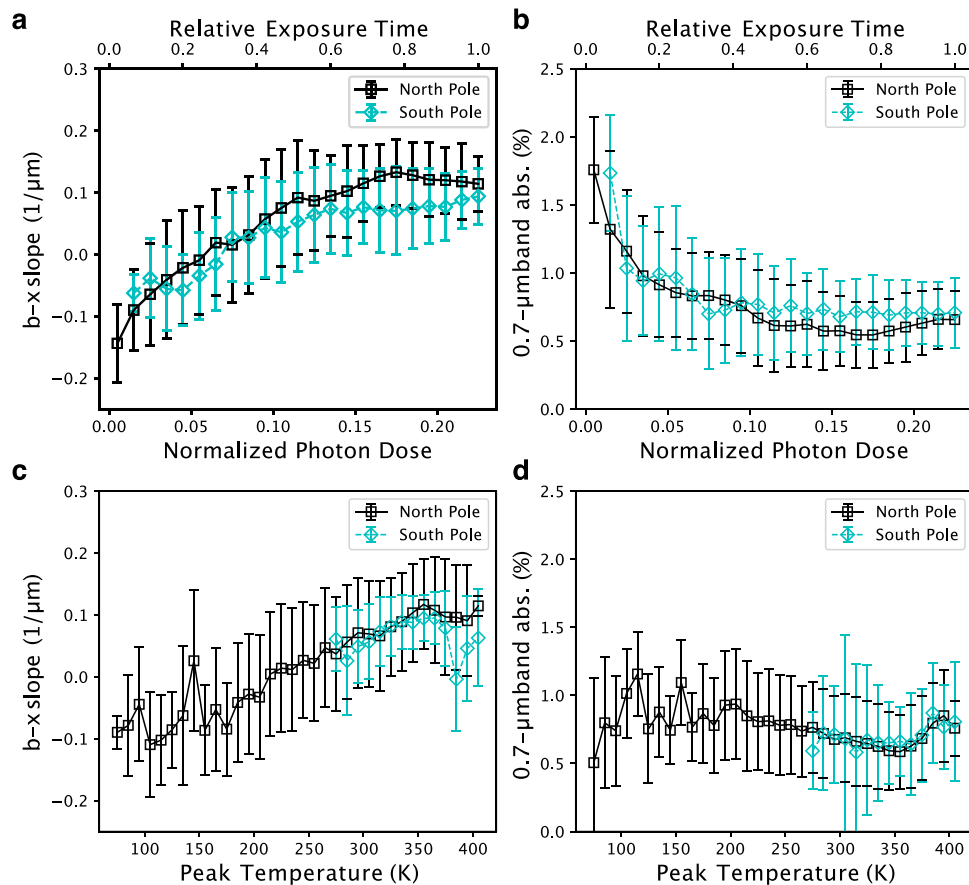 a
Relative Exposure Time
0.0 0.2 0.4 0.6 0.8 1.0
0.3
0.2
0.1
0.0
−0.1
−0.2
b−x slope (1/μm)
North Pole
South Pole
0.00 0.05 0.10 0.15 0.20
Normalized Photon Dose
b
Relative Exposure Time
0.0 0.2 0.4 0.6 0.8 1.0
2.5
2.0
1.5
1.0
0.5
0.0
0.7−μmband abs. (%)
North Pole
South Pole
0.00 0.05 0.10 0.15 0.20
Normalized Photon Dose
c
0.3
0.2
0.1
0.0
−0.1
−0.2
b−x slope (1/μm)
North Pole
South Pole
100 150 200 250 300 350 400
Peak Temperature (K)
d
2.5
2.0
1.5
1.0
0.5
0.0
0.7−μmband abs. (%)
North Pole
South Pole
100 150 200 250 300 350 400
Peak Temperature (K)